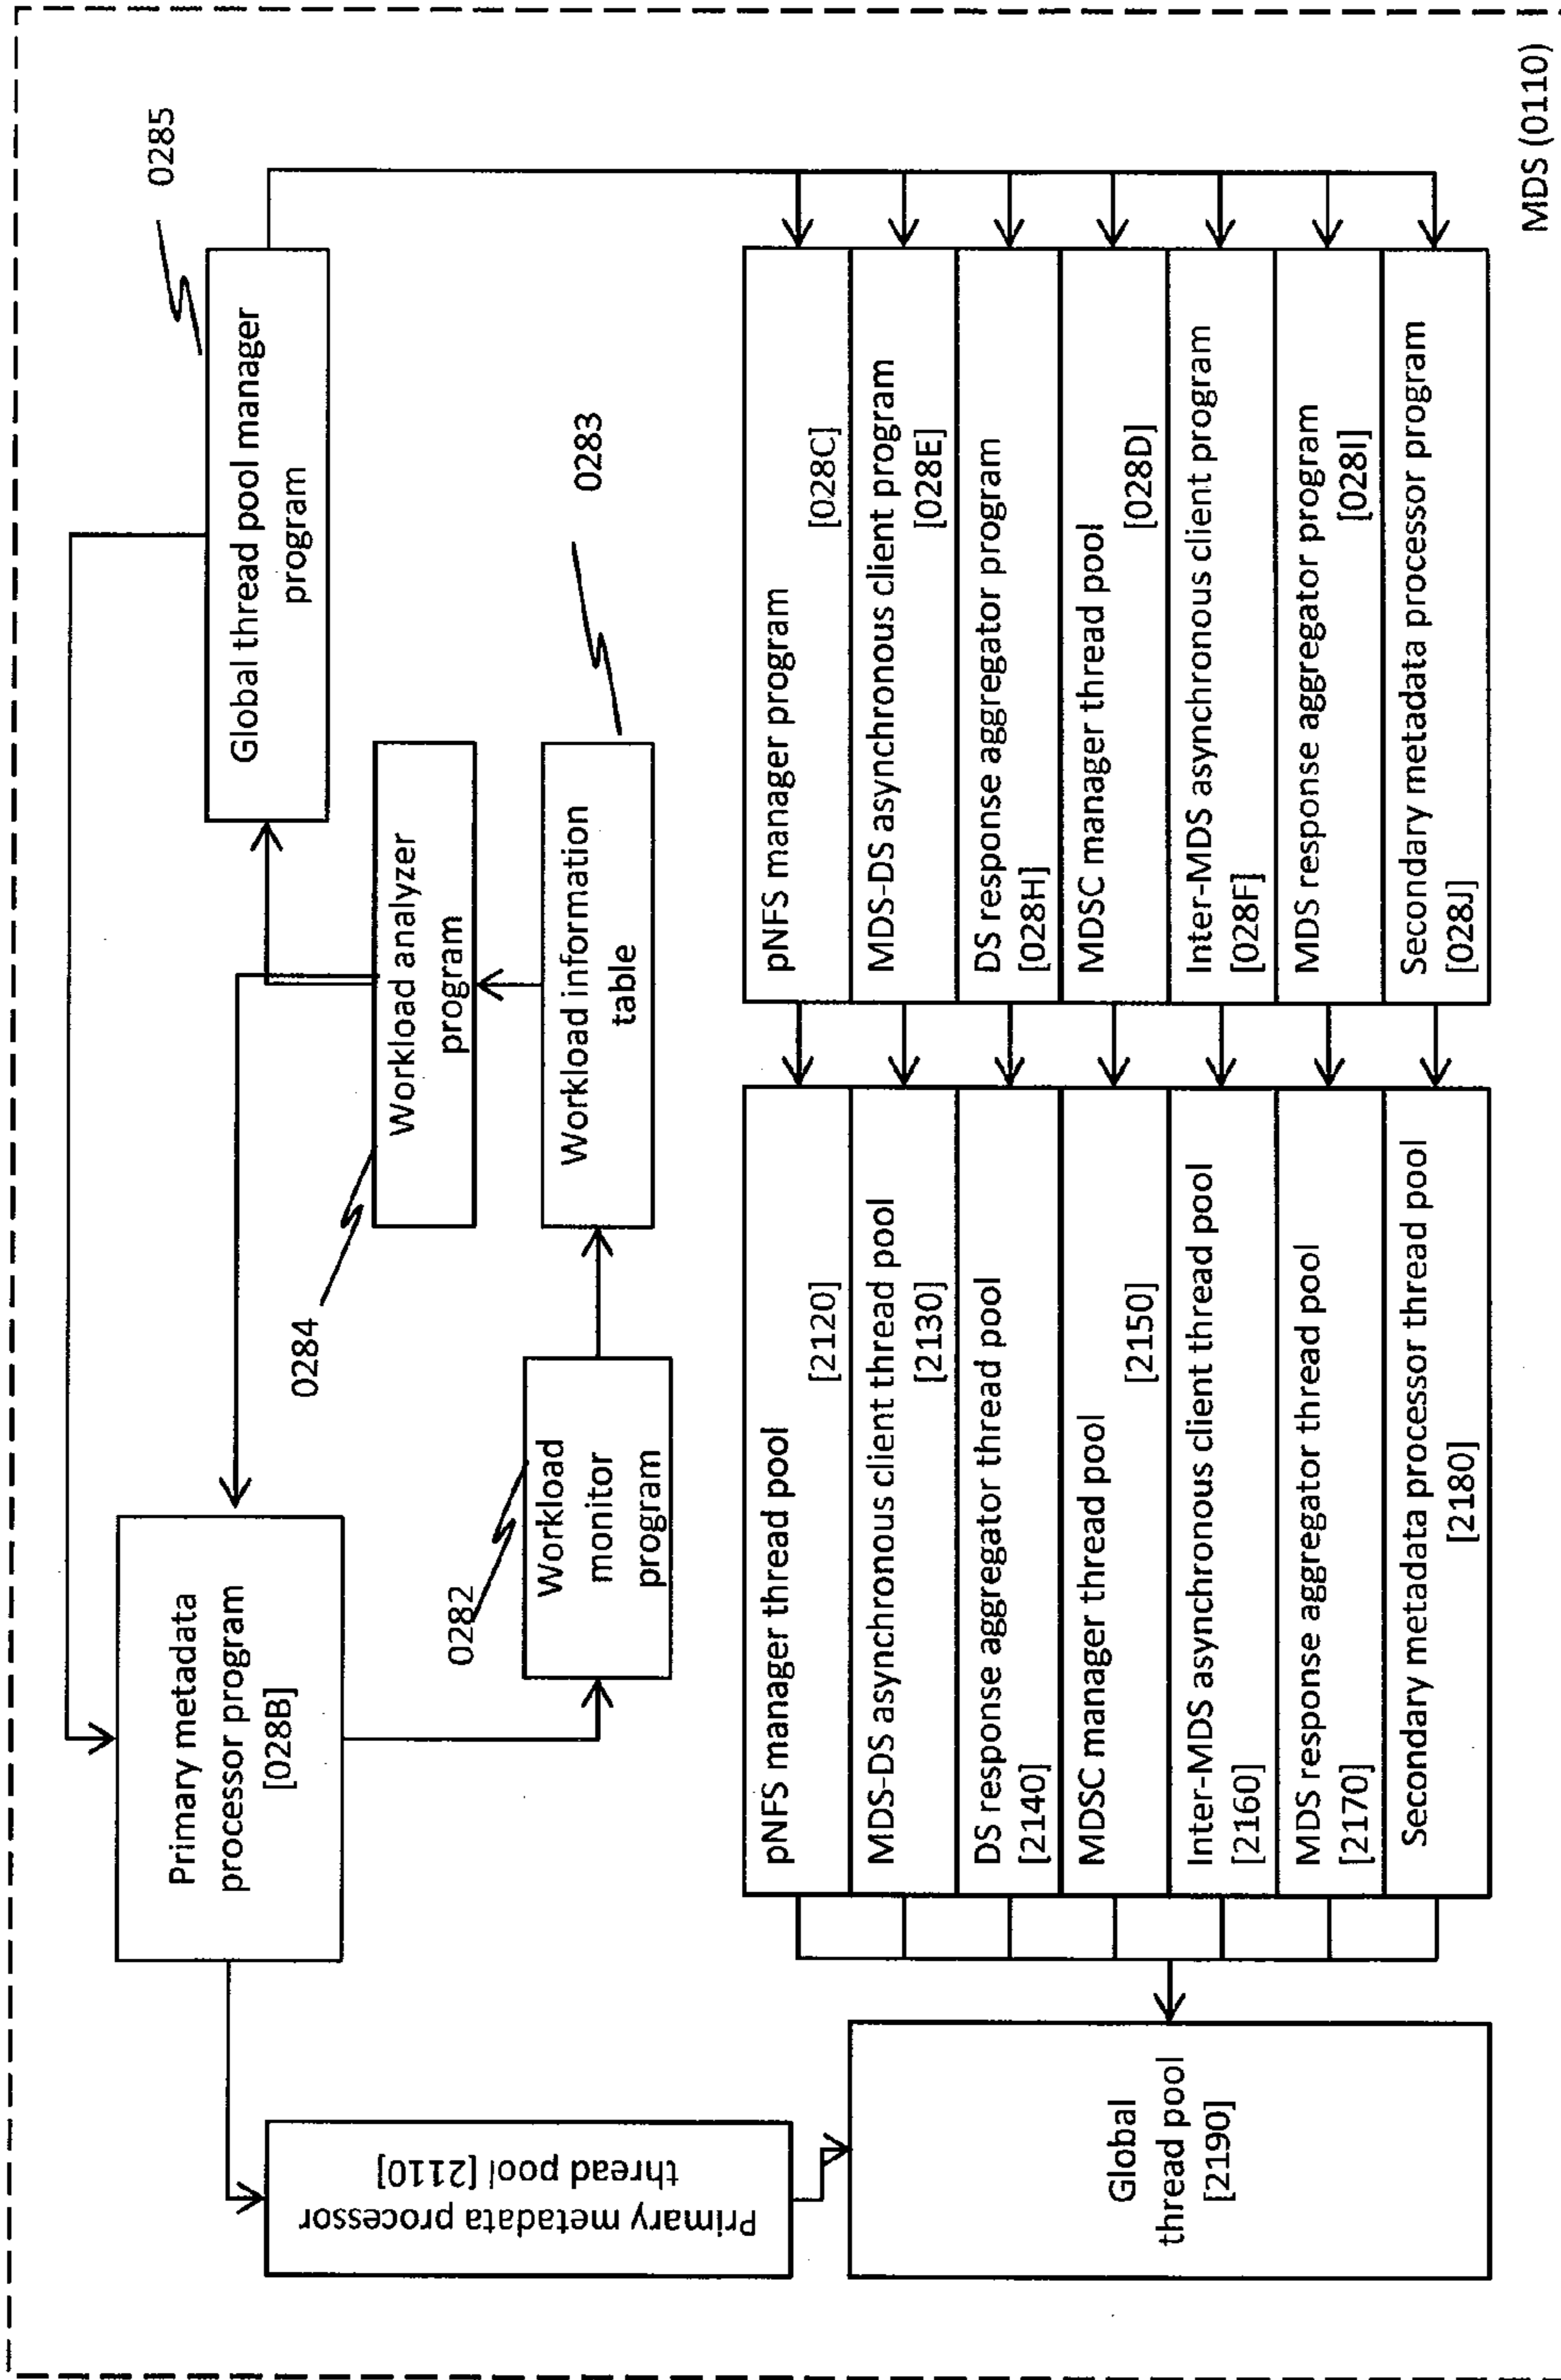 Primary metadata
processor program
[028B]
Global thread pool manager
program
0285
Workload analyzer
program
0284
Workload information
table
0283
Workload
monitor
program
0282
Primary metadata processor
thread pool [2110]
Global
thread pool
[2190]
pNFS manager thread pool
[2120]
MDS-DS asynchronous client thread pool
[2130]
DS response aggregator thread pool
[2140]
MDSC manager thread pool
[2150]
Inter-MDS asynchronous client thread pool
[2160]
MDS response aggregator thread pool
[2170]
Secondary metadata processor thread pool
[2180]
pNFS manager program
[028C]
MDS-DS asynchronous client program
[028E]
DS response aggregator program
[028H]
MDSC manager thread pool
[028D]
Inter-MDS asynchronous client program
[028F]
MDS response aggregator program
[028I]
Secondary metadata processor program
[028J]
MDS (0110)